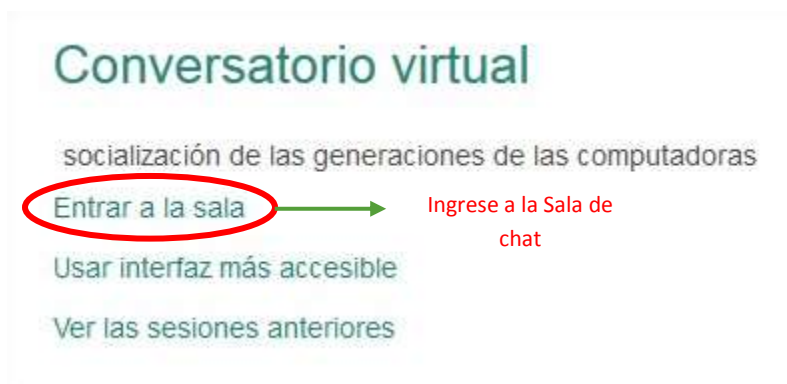 Conversatorio virtual
socialización de las generaciones de las computadoras
Entrar a la sala
Ingrese a la Sala de
chat
Usar interfaz más accesible
Ver las sesiones anteriores